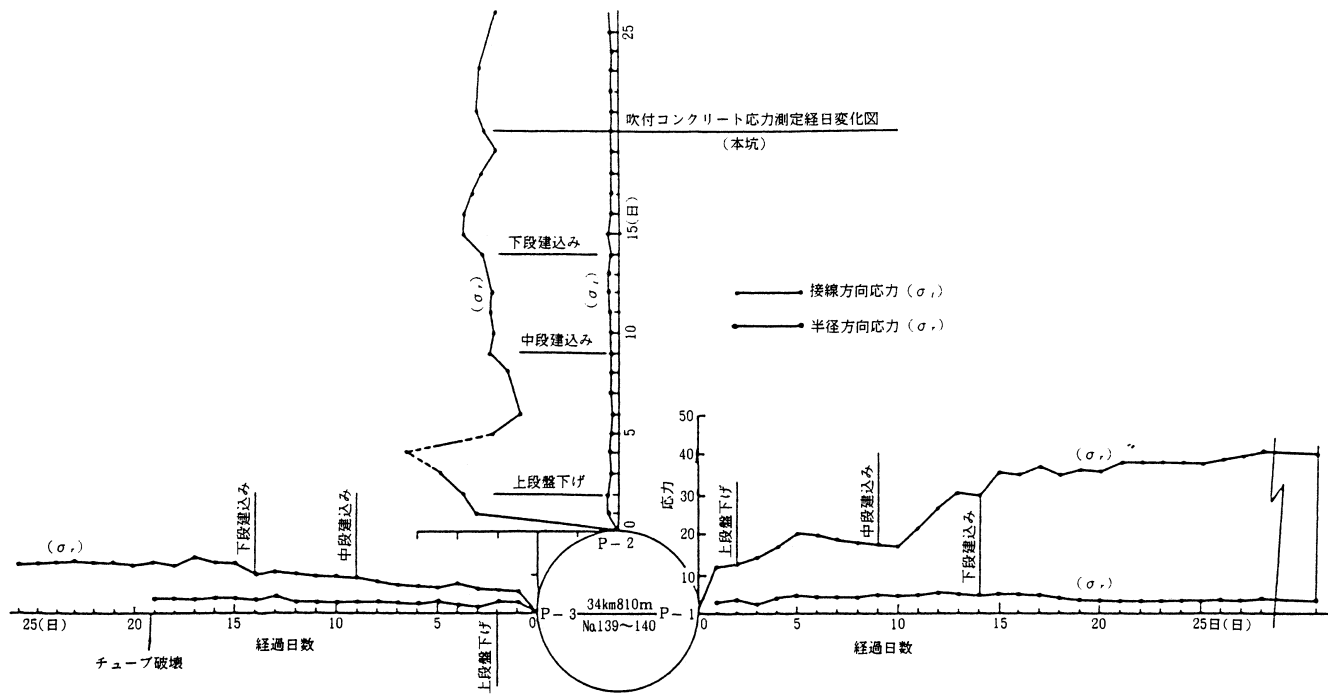 吹付コンクリート応力測定経日変化図
(本坑)
25
15(日)
10
5
0
下段建込み
中段建込み
上段盤下げ
(σr)
(σr)
接線方向応力 (σt)
半径方向応力 (σr)
P-2
P-3
P-1
34km810m
No.139～140
(σr)
下段建込み
中段建込み
上段盤下げ
25(日)
20
15
10
5
0
経過日数
チューブ破壊
応力
50
40
30
20
10
上段盤下げ
中段建込み
下段建込み
(σr)
(σr)
0
5
10
15
20
25日(日)
経過日数